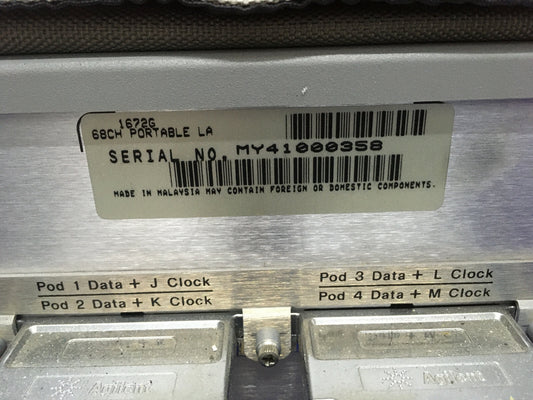 1672G
68CH PORTABLE LA
SERIAL NO. MY41000358
MADE IN MALAYSIA MAY CONTAIN FOREIGN OR DOMESTIC COMPONENTS.
Pod 1 Data + J Clock
Pod 2 Data + K Clock
Pod 3 Data + L Clock
Pod 4 Data + M Clock
Agilent
Agilent